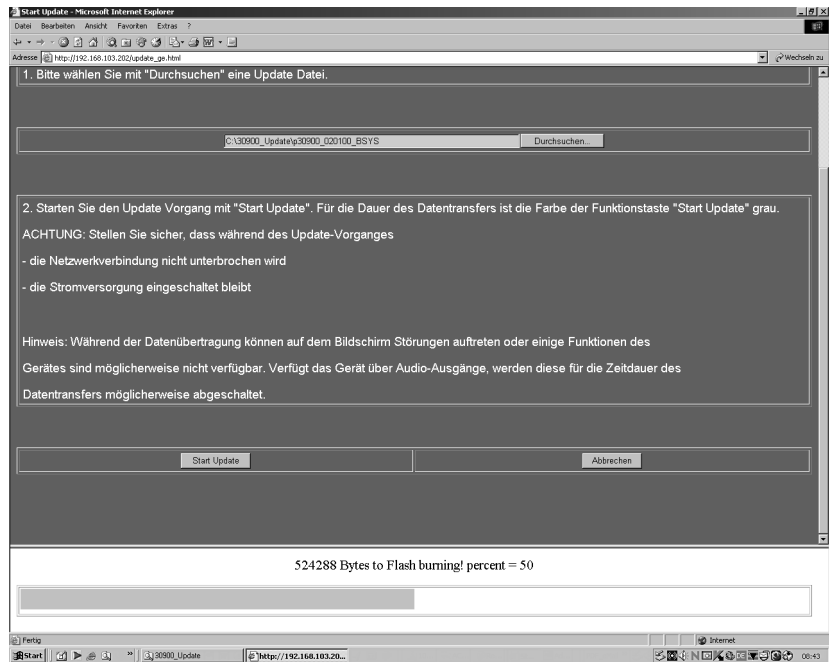 Start Update - Microsoft Internet Explorer
Datei Bearbeiten Ansicht Favoriten Extras ?
Adresse http://192.168.103.202/update_ge.html Wechseln zu
1. Bitte wählen Sie mit "Durchsuchen" eine Update Datei.
C:\30900_Update\p30900_020100_BSYS Durchsuchen...
2. Starten Sie den Update Vorgang mit "Start Update". Für die Dauer des Datentransfers ist die Farbe der Funktionstaste "Start Update" grau.
ACHTUNG: Stellen Sie sicher, dass während des Update-Vorganges
- die Netzwerkverbindung nicht unterbrochen wird
- die Stromversorgung eingeschaltet bleibt
Hinweis: Während der Datenübertragung können auf dem Bildschirm Störungen auftreten oder einige Funktionen des
Gerätes sind möglicherweise nicht verfügbar. Verfügt das Gerät über Audio-Ausgänge, werden diese für die Zeitdauer des
Datentransfers möglicherweise abgeschaltet.
Start Update Abbrechen
524288 Bytes to Flash burning! percent = 50
Fertig Internet
Start » 30900_Update http://192.168.103.20... 08:43